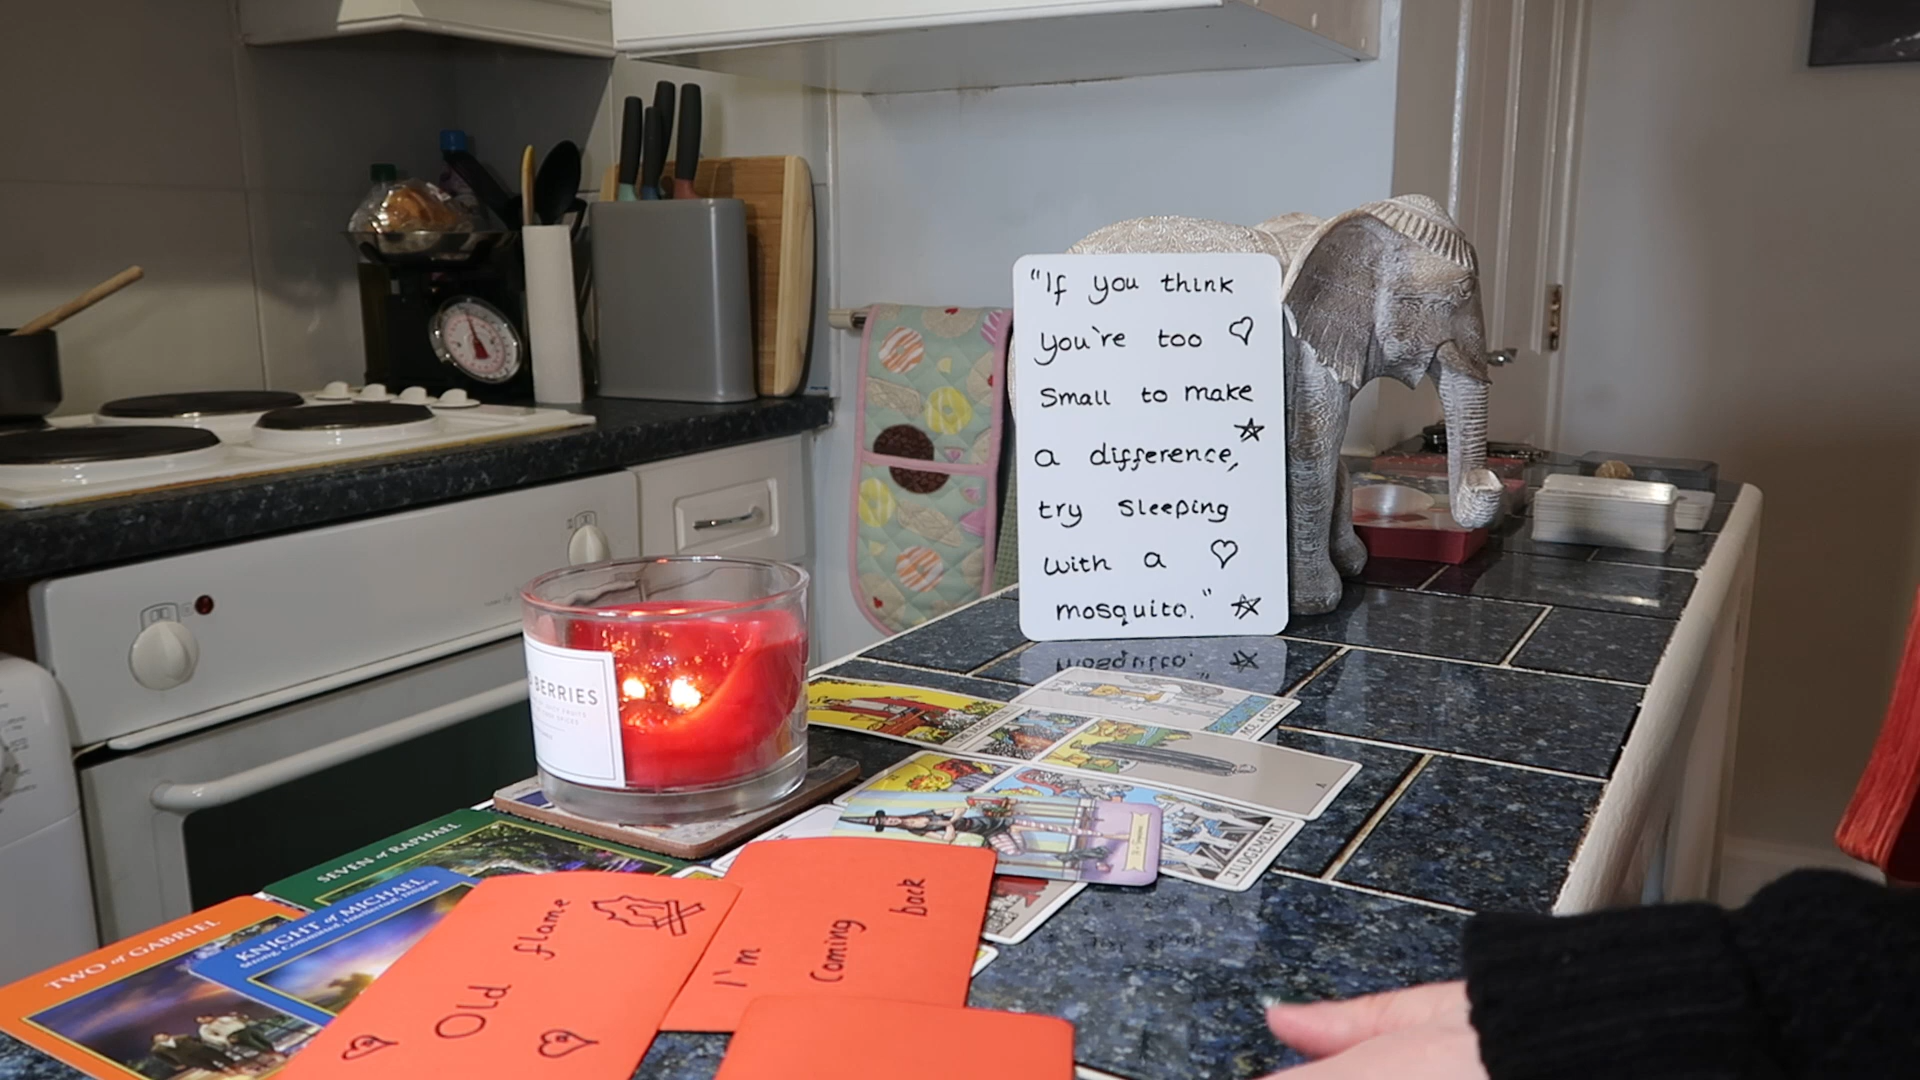 "If you think
you're too
Small to make
a difference,
try sleeping
with a
mosquito."
BERRIES
JUDGEMENT
SEVEN of RAPHAEL
KNIGHT of MICHAEL
TWO of GABRIEL
Old flame
I'm Coming back